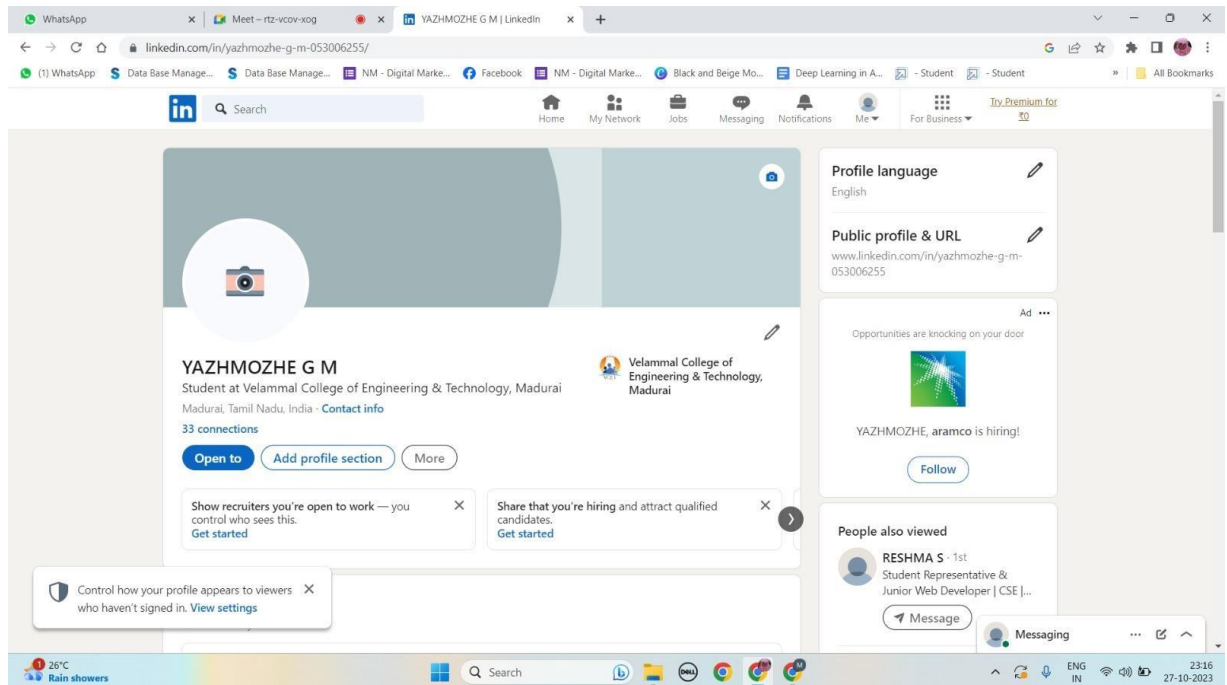 WhatsApp
Meet – rtz-vcov-xog
YAZHMOZHE G M | LinkedIn
linkedin.com/in/yazhmozhe-g-m-053006255/
(1) WhatsApp
Data Base Manage...
Data Base Manage...
NM - Digital Marke...
Facebook
NM - Digital Marke...
Black and Beige Mo...
Deep Learning in A...
- Student
- Student
»
All Bookmarks
in
Search
Home
My Network
Jobs
Messaging
Notifications
Me
For Business
Try Premium for
₹0
YAZHMOZHE G M
Student at Velammal College of Engineering & Technology, Madurai
Madurai, Tamil Nadu, India · Contact info
33 connections
Velammal College of
Engineering & Technology,
Madurai
Open to
Add profile section
More
Show recruiters you're open to work — you
control who sees this.
Get started
Share that you're hiring and attract qualified
candidates.
Get started
Profile language
English
Public profile & URL
www.linkedin.com/in/yazhmozhe-g-m-
053006255
Ad
Opportunities are knocking on your door
YAZHMOZHE, aramco is hiring!
Follow
People also viewed
RESHMA S · 1st
Student Representative &
Junior Web Developer | CSE |...
Message
Control how your profile appears to viewers
who haven't signed in. View settings
Messaging
1
26°C
Rain showers
Search
DELL
M
ENG
IN
23:16
27-10-2023